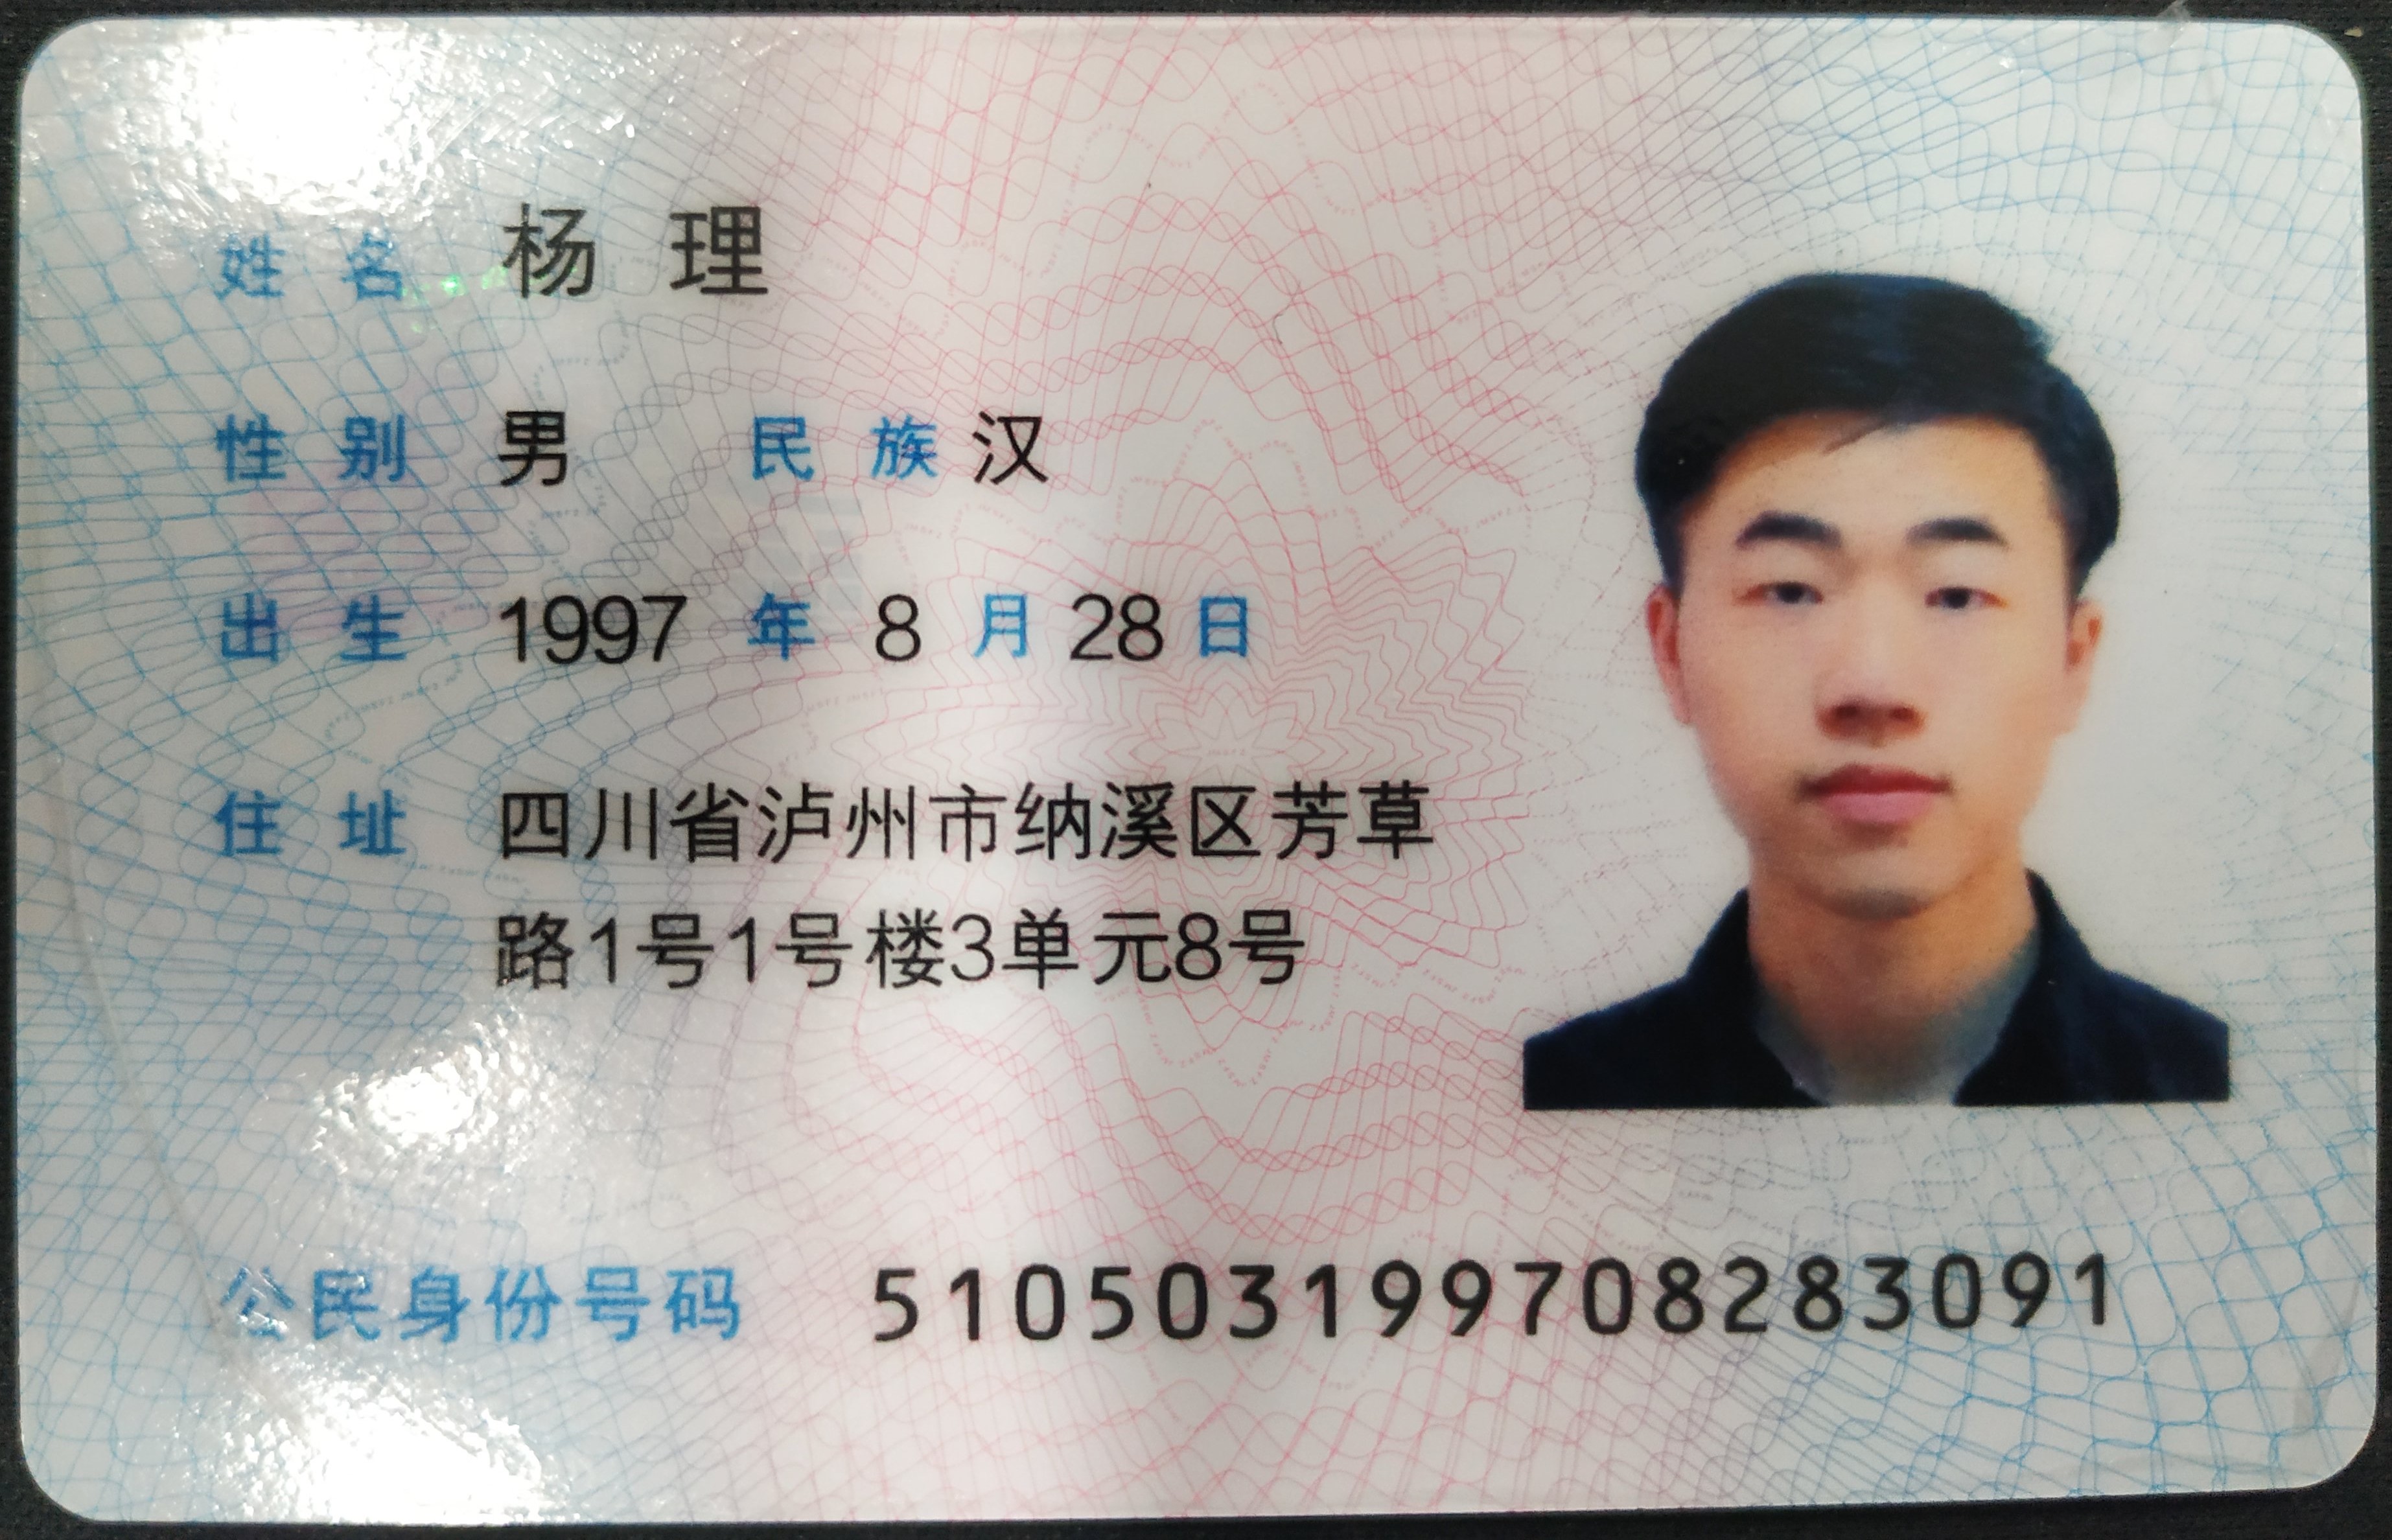 姓名 杨理
性别 男 民族 汉
出生 1997 年 8 月 28 日
住址 四川省泸州市纳溪区芳草
路1号1号楼3单元8号
公民身份号码 510503199708283091